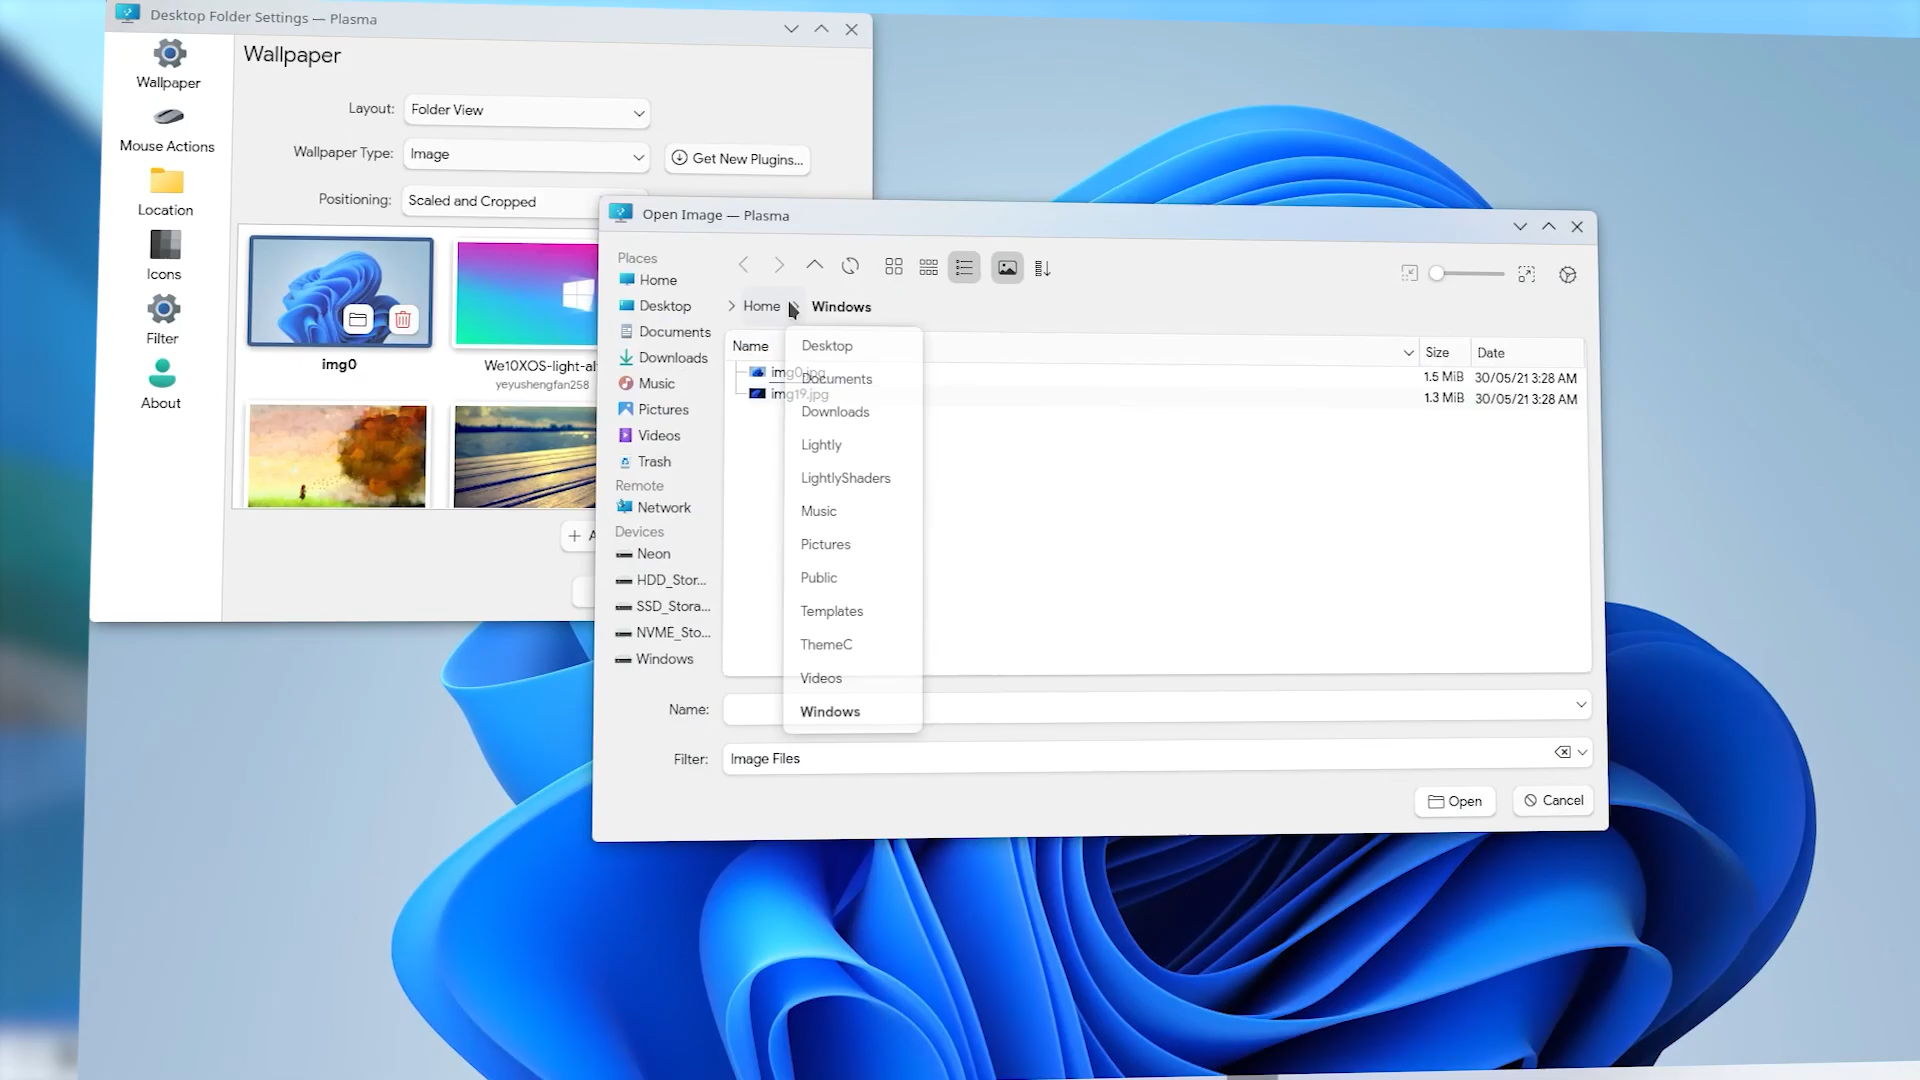 Desktop Folder Settings — Plasma
Wallpaper
Mouse Actions
Location
Icons
Filter
About
Wallpaper
Layout:
Folder View
Wallpaper Type:
Image
Get New Plugins...
Positioning:
Scaled and Cropped
img0
We10XOS-light-al
yeyushengfan258
Open Image — Plasma
Places
Home
Desktop
Documents
Downloads
Music
Pictures
Videos
Trash
Remote
Network
Devices
Neon
HDD_Stor...
SSD_Stora...
NVME_Sto...
Windows
Home
Windows
Name
Size
Date
img0.jpg
1.5 MiB
30/05/21 3:28 AM
img19.jpg
1.3 MiB
30/05/21 3:28 AM
Desktop
Documents
Downloads
Lightly
LightlyShaders
Music
Pictures
Public
Templates
ThemeC
Videos
Windows
Name:
Filter:
Image Files
Open
Cancel